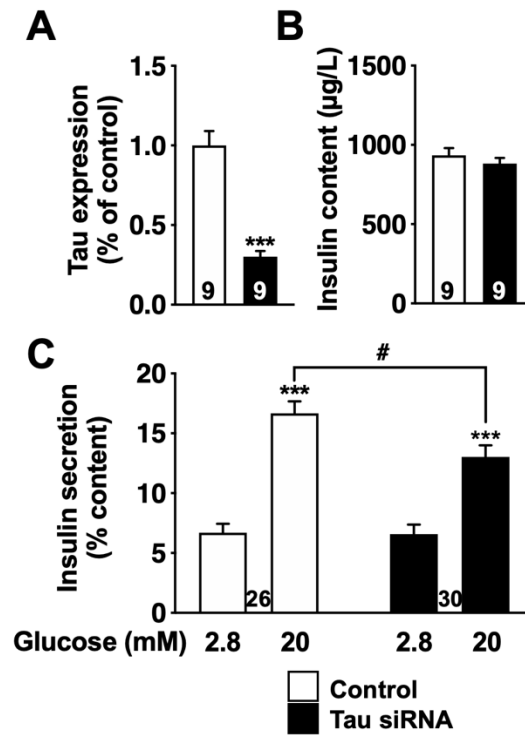 A
Tau expression
(% of control)
1.5
1.0
0.5
0.0
***
9
9
B
Insulin content (µg/L)
1500
1000
500
0
9
9
C
Insulin secretion
(% content)
20
15
10
5
0
***
#
***
26
30
Glucose (mM) 2.8 20 2.8 20
Control
Tau siRNA